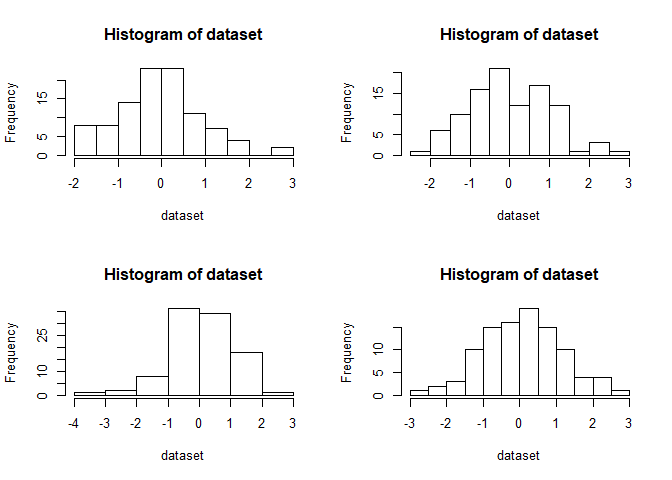 Histogram of dataset
Frequency
15
5
0
-2 -1 0 1 2 3
dataset
Histogram of dataset
Frequency
15
5
0
-2 -1 0 1 2 3
dataset
Histogram of dataset
Frequency
25
10
0
-4 -3 -2 -1 0 1 2 3
dataset
Histogram of dataset
Frequency
10
5
0
-3 -2 -1 0 1 2 3
dataset